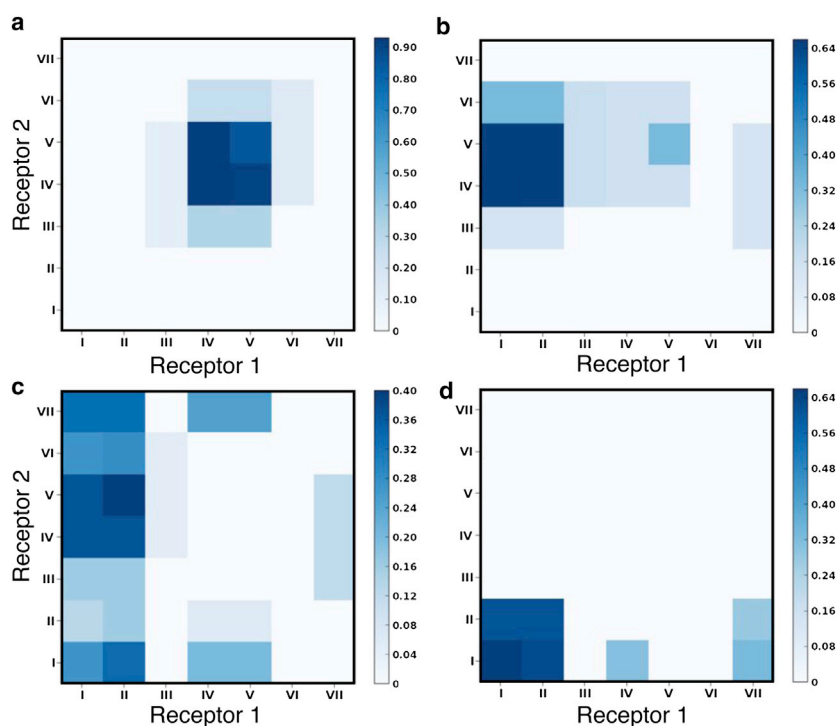 a
VII
VI
V
IV
III
II
I
Receptor 2
I II III IV V VI VII
Receptor 1
0.90
0.80
0.70
0.60
0.50
0.40
0.30
0.20
0.10
0
b
VII
VI
V
IV
III
II
I
I II III IV V VI VII
Receptor 1
0.64
0.56
0.48
0.40
0.32
0.24
0.16
0.08
0
c
VII
VI
V
IV
III
II
I
Receptor 2
I II III IV V VI VII
Receptor 1
0.40
0.36
0.32
0.28
0.24
0.20
0.16
0.12
0.08
0.04
0
d
VII
VI
V
IV
III
II
I
I II III IV V VI VII
Receptor 1
0.64
0.56
0.48
0.40
0.32
0.24
0.16
0.08
0